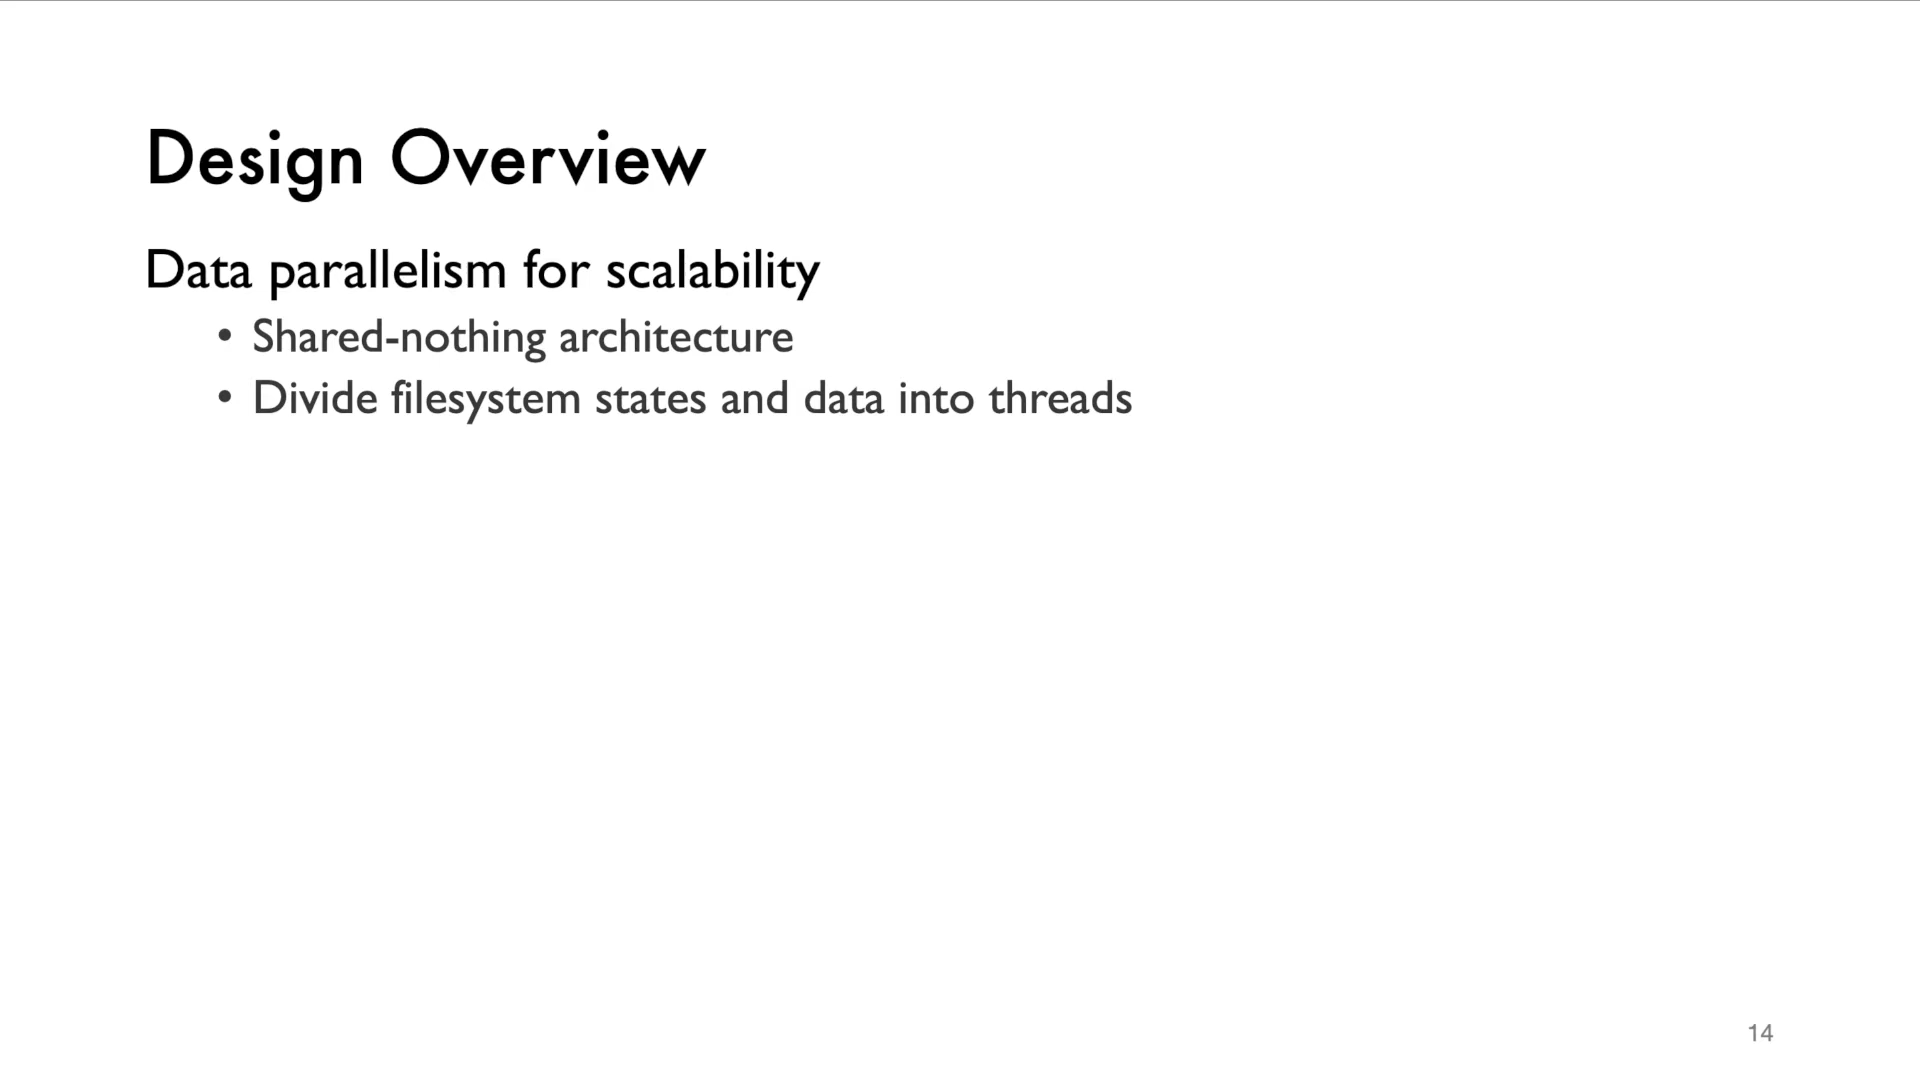 Design Overview
Data parallelism for scalability
• Shared-nothing architecture
• Divide filesystem states and data into threads
14